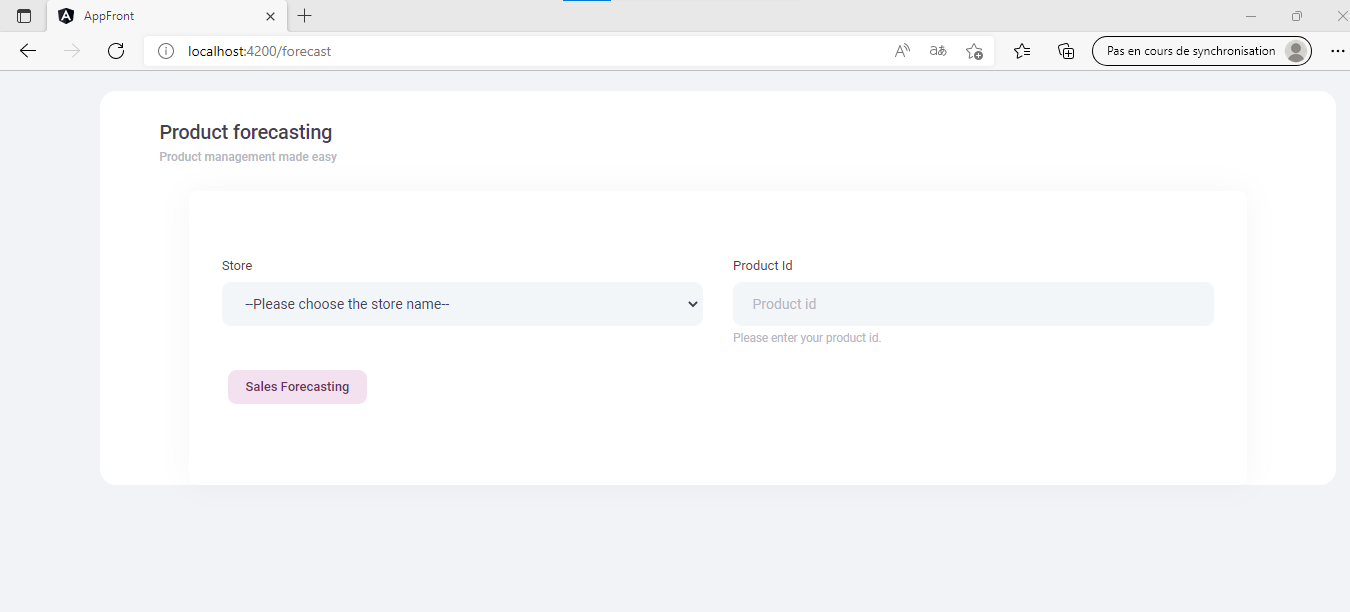 AppFront
localhost:4200/forecast
Pas en cours de synchronisation
Product forecasting
Product management made easy
Store
Product Id
--Please choose the store name--
Product id
Please enter your product id.
Sales Forecasting